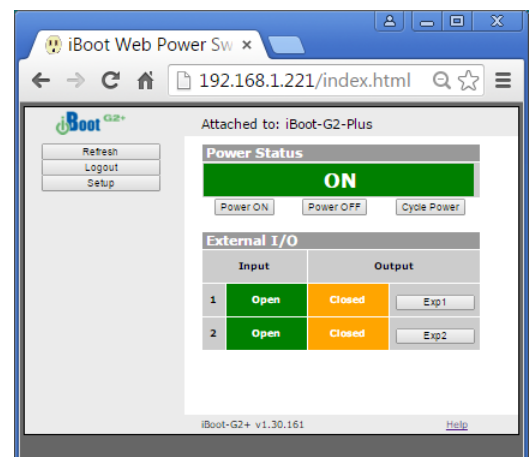 iBoot Web Power Sw
192.168.1.221/index.html
iBoot G2+
Attached to: iBoot-G2-Plus
Refresh
Logout
Setup
Power Status
ON
Power ON Power OFF Cycle Power
External I/O
Input Output
1 Open Closed Exp1
2 Open Closed Exp2
iBoot-G2+ v1.30.161 Help